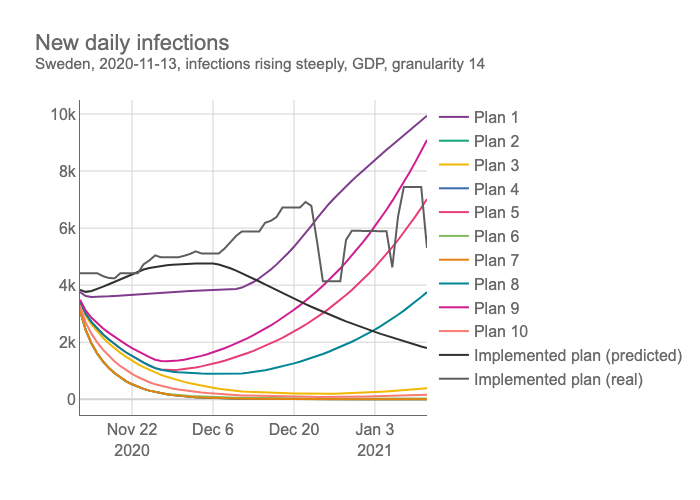 New daily infections
Sweden, 2020-11-13, infections rising steeply, GDP, granularity 14
10k
8k
6k
4k
2k
0
Nov 22
2020
Dec 6
Dec 20
Jan 3
2021
Plan 1
Plan 2
Plan 3
Plan 4
Plan 5
Plan 6
Plan 7
Plan 8
Plan 9
Plan 10
Implemented plan (predicted)
Implemented plan (real)